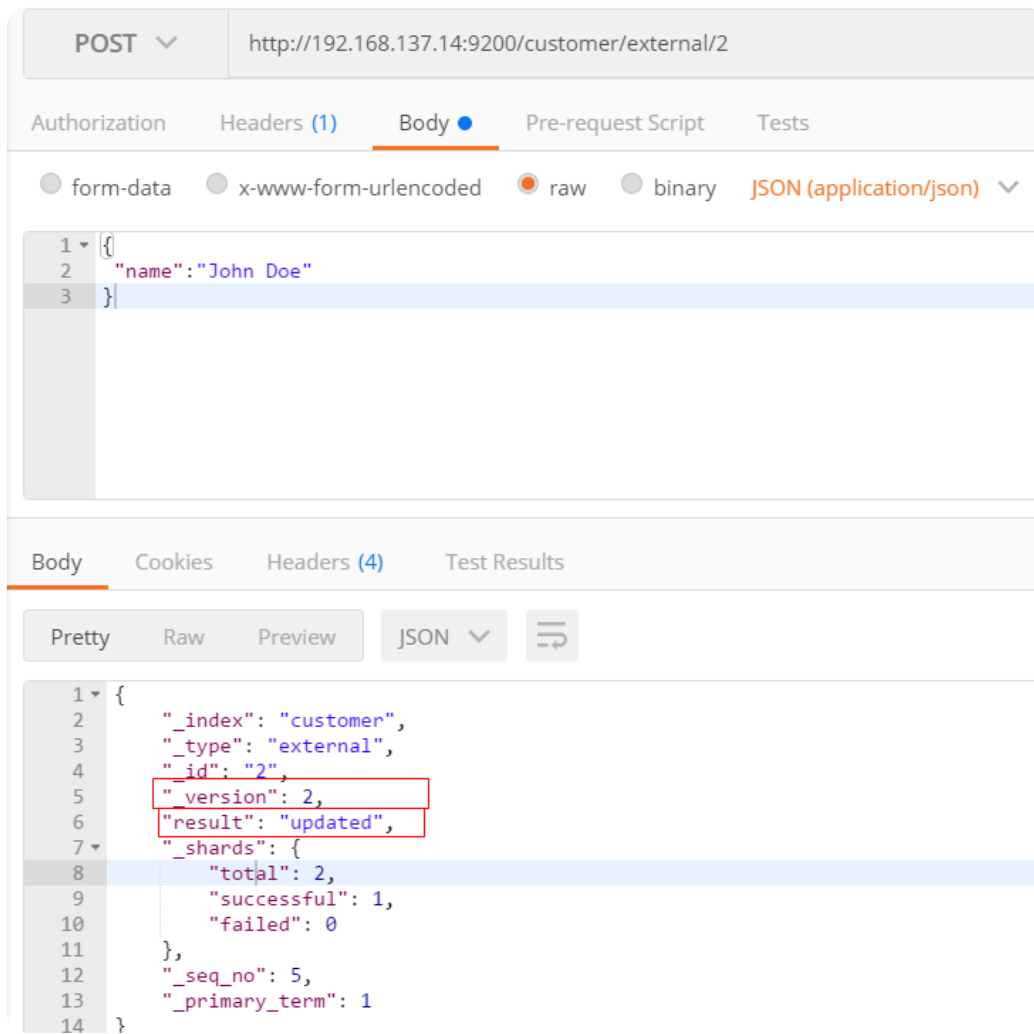 POST http://192.168.137.14:9200/customer/external/2
Authorization Headers (1) Body Pre-request Script Tests
form-data x-www-form-urlencoded raw binary JSON (application/json)
1 {
2 "name":"John Doe"
3 }
Body Cookies Headers (4) Test Results
Pretty Raw Preview JSON
1 {
2 "_index": "customer",
3 "_type": "external",
4 "_id": "2",
5 "_version": 2,
6 "result": "updated",
7 "_shards": {
8 "total": 2,
9 "successful": 1,
10 "failed": 0
11 },
12 "_seq_no": 5,
13 "_primary_term": 1
14 }